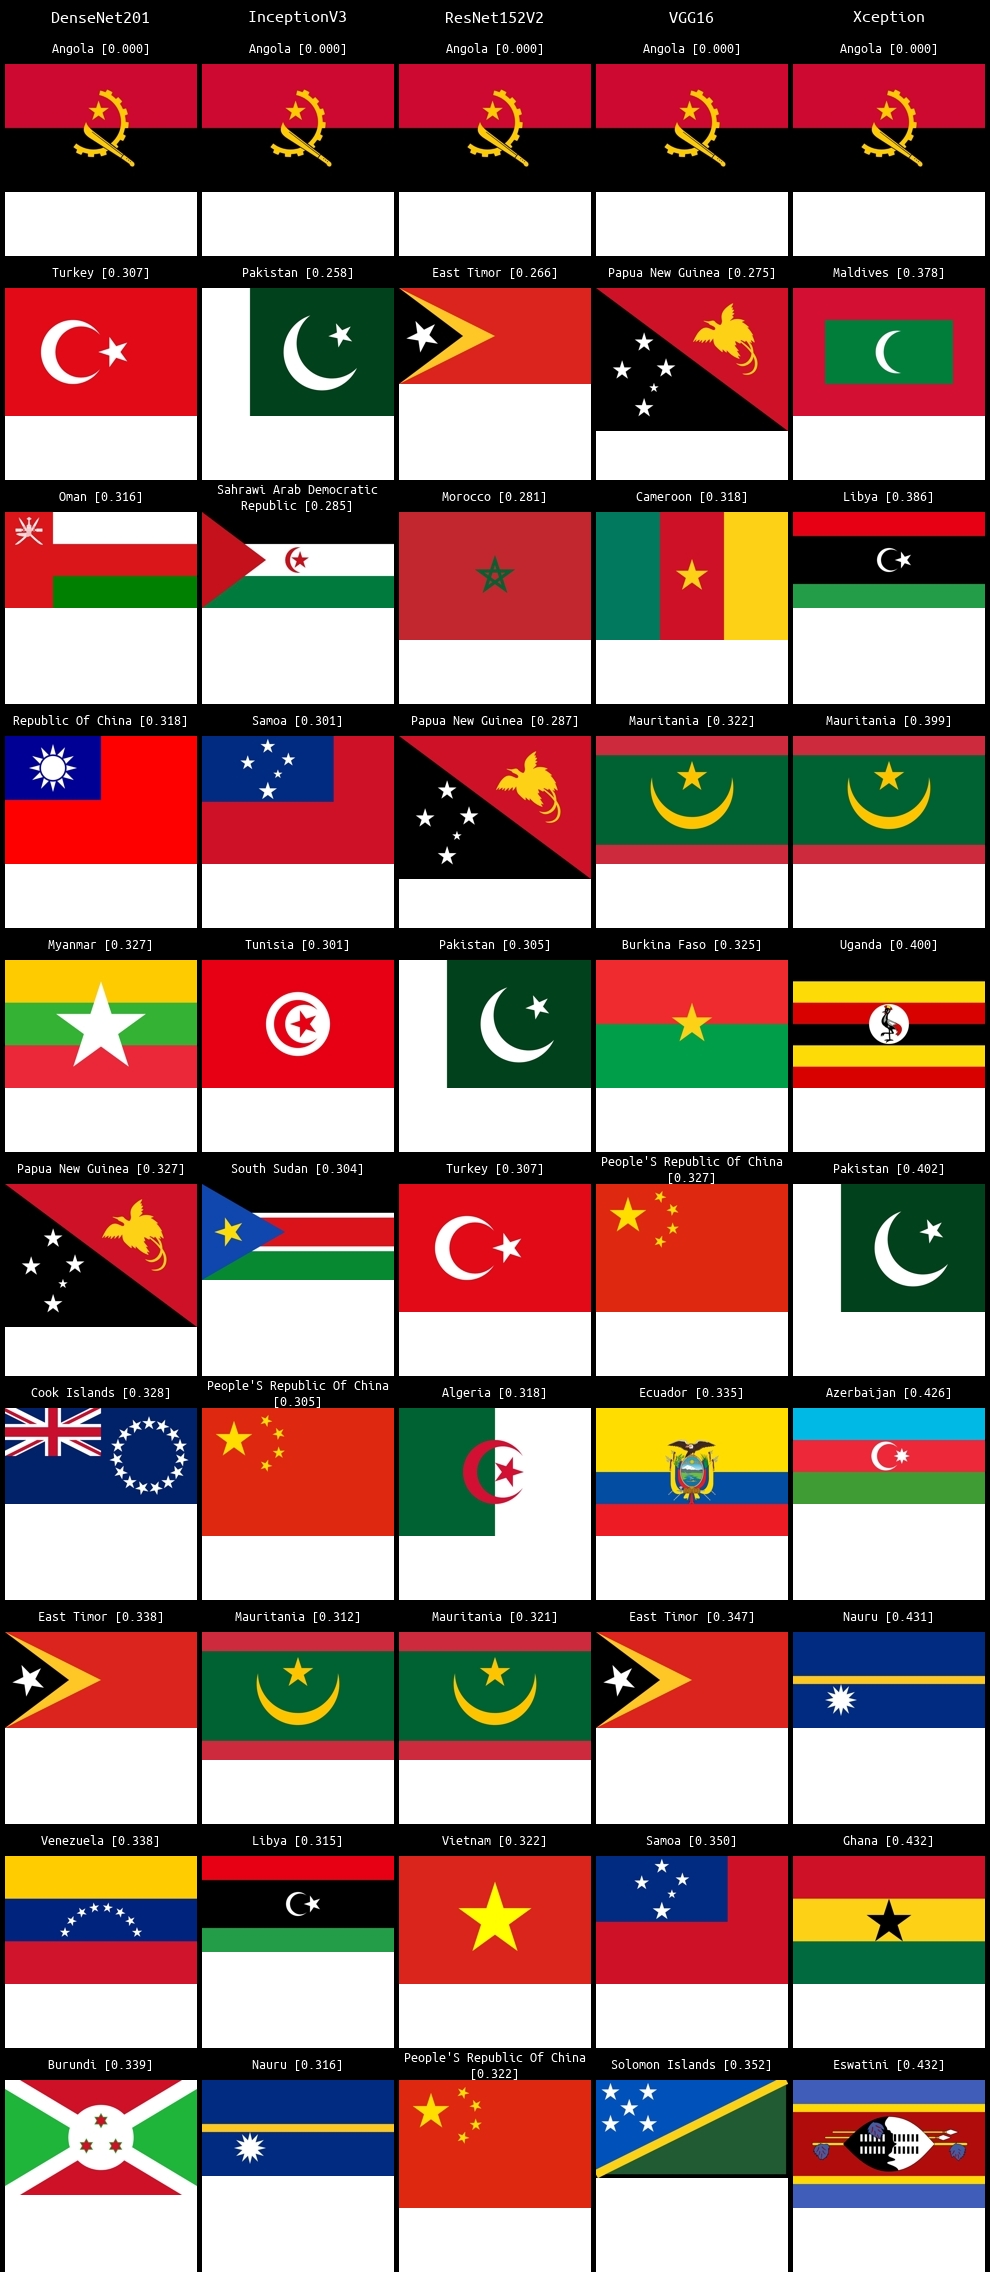 DenseNet201 InceptionV3 ResNet152V2 VGG16 Xception
Angola [0.000] Angola [0.000] Angola [0.000] Angola [0.000] Angola [0.000]
Turkey [0.307] Pakistan [0.258] East Timor [0.266] Papua New Guinea [0.275] Maldives [0.378]
Oman [0.316] Sahrawi Arab Democratic Republic [0.285] Morocco [0.281] Cameroon [0.318] Libya [0.386]
Republic Of China [0.318] Samoa [0.301] Papua New Guinea [0.287] Mauritania [0.322] Mauritania [0.399]
Myanmar [0.327] Tunisia [0.301] Pakistan [0.305] Burkina Faso [0.325] Uganda [0.400]
Papua New Guinea [0.327] South Sudan [0.304] Turkey [0.307] People'S Republic Of China [0.327] Pakistan [0.402]
Cook Islands [0.328] People'S Republic Of China [0.305] Algeria [0.318] Ecuador [0.335] Azerbaijan [0.426]
East Timor [0.338] Mauritania [0.312] Mauritania [0.321] East Timor [0.347] Nauru [0.431]
Venezuela [0.338] Libya [0.315] Vietnam [0.322] Samoa [0.350] Ghana [0.432]
Burundi [0.339] Nauru [0.316] People'S Republic Of China [0.322] Solomon Islands [0.352] Eswatini [0.432]